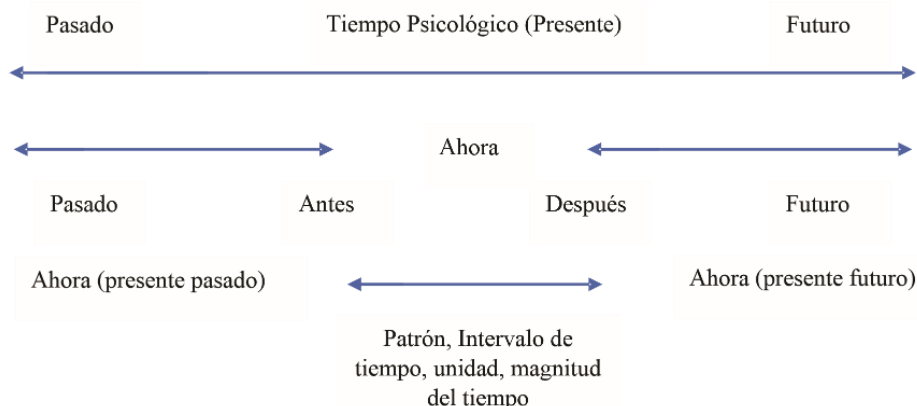 Pasado Tiempo Psicológico (Presente) Futuro
Ahora
Pasado Antes Después Futuro
Ahora (presente pasado) Ahora (presente futuro)
Patrón, Intervalo de
tiempo, unidad, magnitud
del tiempo